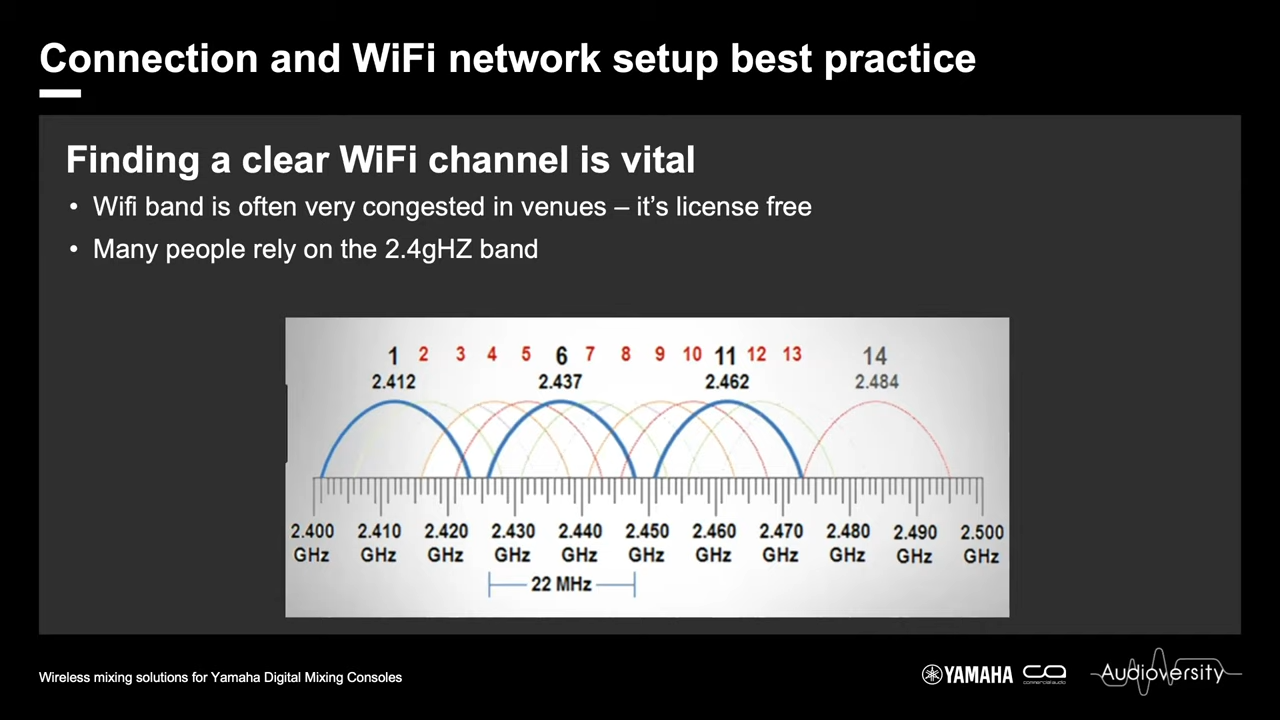 Connection and WiFi network setup best practice
Finding a clear WiFi channel is vital
• Wifi band is often very congested in venues – it’s license free
• Many people rely on the 2.4gHZ band
1 2 3 4 5 6 7 8 9 10 11 12 13 14
2.412 2.437 2.462 2.484
2.400 2.410 2.420 2.430 2.440 2.450 2.460 2.470 2.480 2.490 2.500
GHz GHz GHz GHz GHz GHz GHz GHz GHz GHz GHz
22 MHz
Wireless mixing solutions for Yamaha Digital Mixing Consoles
YAMAHA
commercial audio
Audioversity